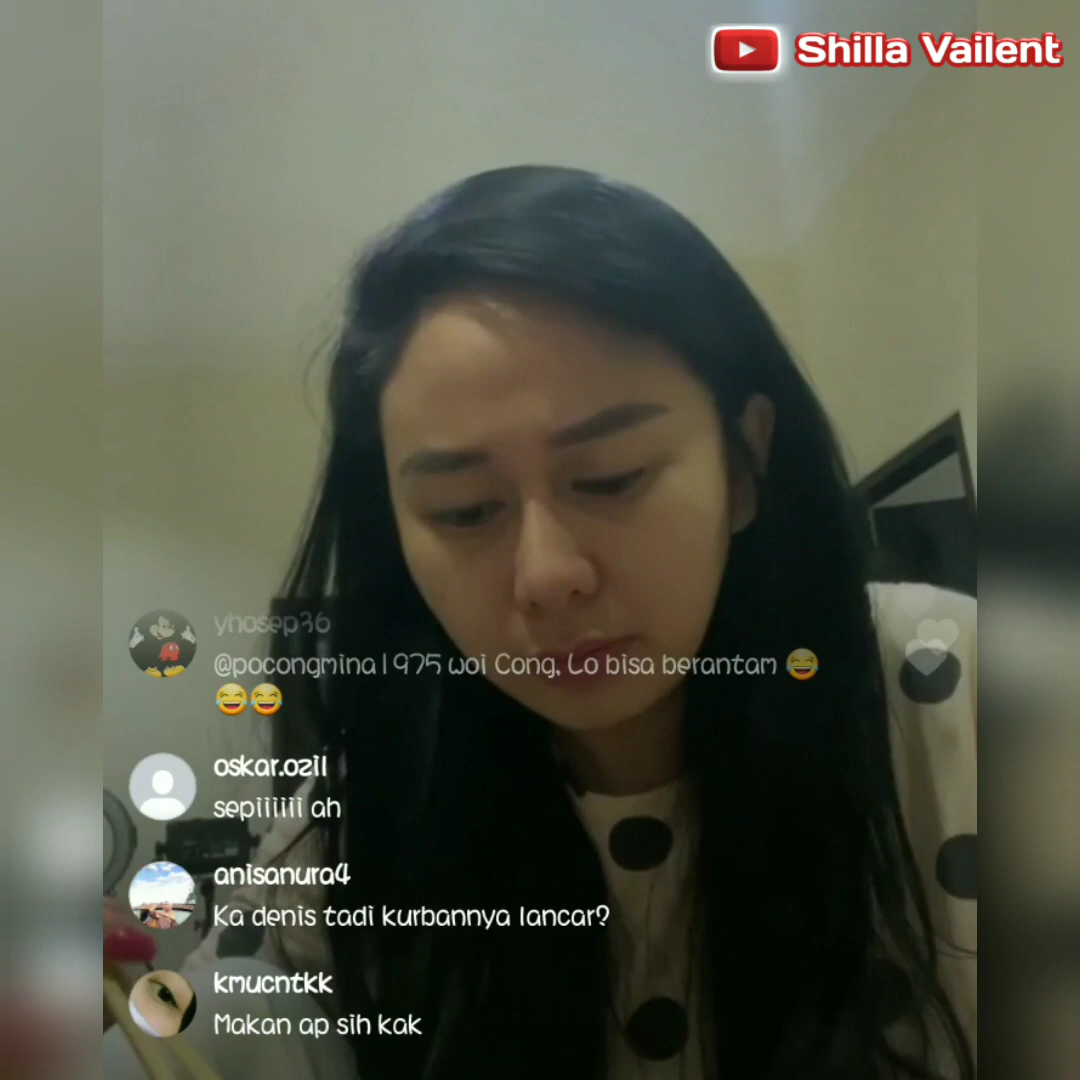 Shilla Vailent
yhosep36
@pocongmina1975 woi Cong, Lo bisa berantam 😂
😂😂
oskar.ozil
sepiiiiii ah
anisanura4
Ka denis tadi kurbannya lancar?
kmucntkk
Makan ap sih kak